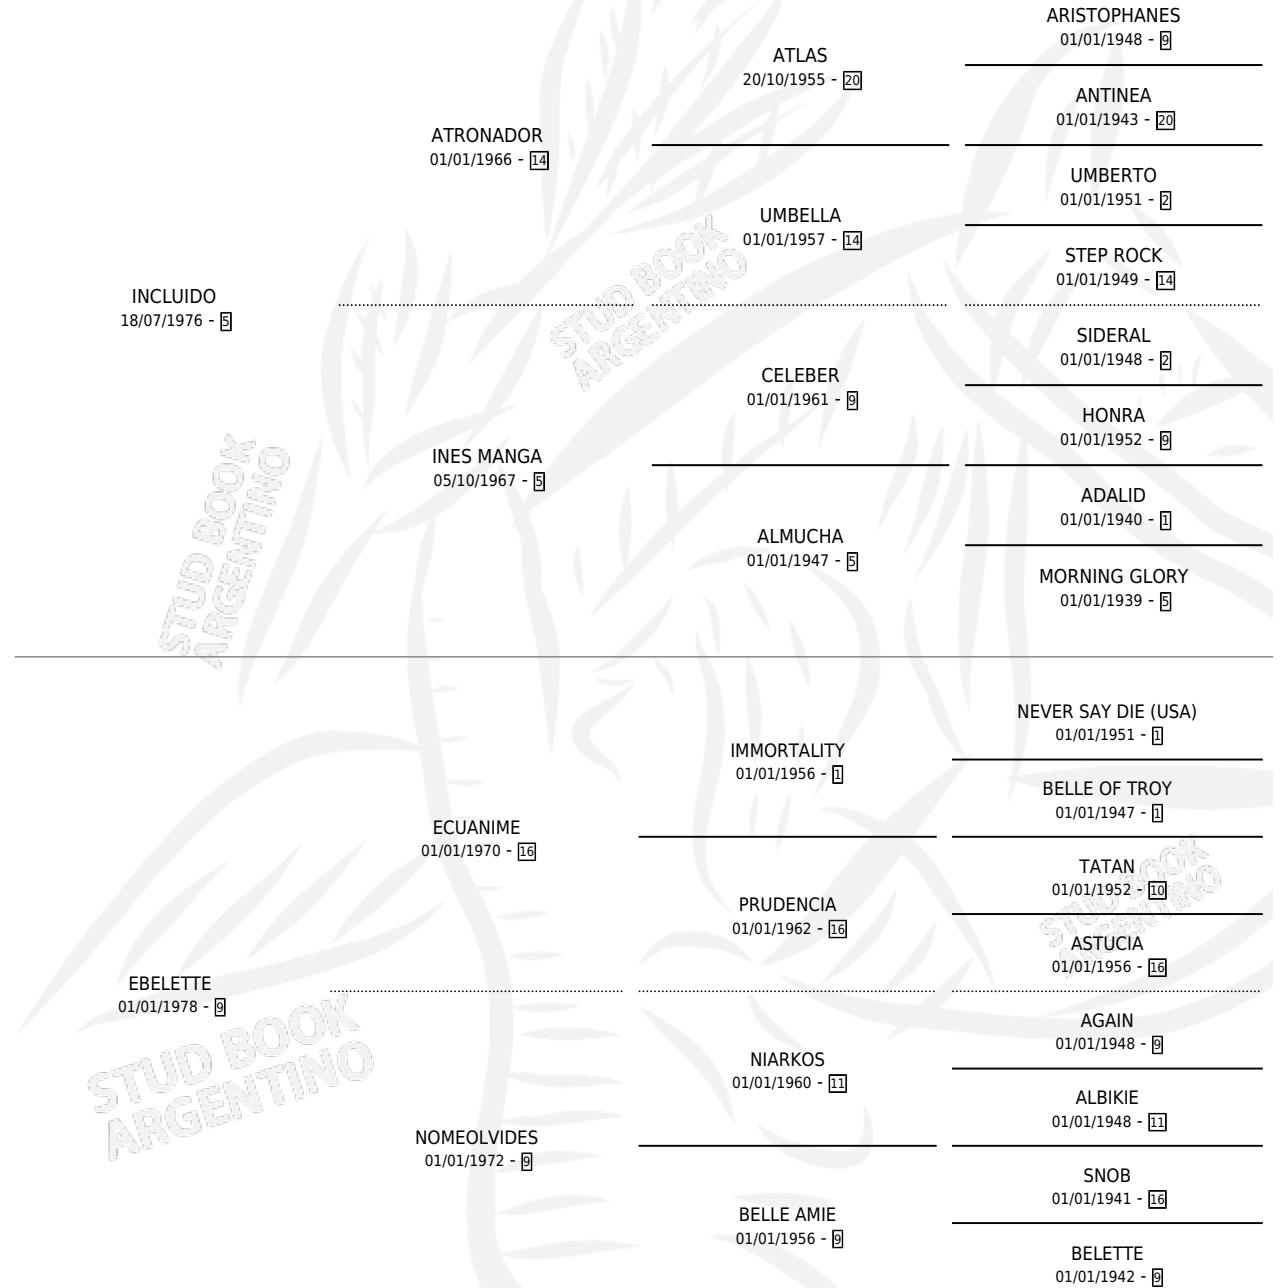 ARISTOPHANES
01/01/1948 - 9
ATLAS
20/10/1955 - 20
ANTINEA
01/01/1943 - 20
ATRONADOR
01/01/1966 - 14
UMBERTO
01/01/1951 - 2
UMBELLA
01/01/1957 - 14
STEP ROCK
01/01/1949 - 14
INCLUIDO
18/07/1976 - 5
SIDERAL
01/01/1948 - 2
CELEBER
01/01/1961 - 9
HONRA
01/01/1952 - 9
INES MANGA
05/10/1967 - 5
ADALID
01/01/1940 - 1
ALMUCHA
01/01/1947 - 5
MORNING GLORY
01/01/1939 - 5
STUD BOOK
ARGENTINO
STUD BOOK
ARGENTINO
NEVER SAY DIE (USA)
01/01/1951 - 1
IMMORTALITY
01/01/1956 - 1
BELLE OF TROY
01/01/1947 - 1
ECUANIME
01/01/1970 - 16
TATAN
01/01/1952 - 10
PRUDENCIA
01/01/1962 - 16
ASTUCIA
01/01/1956 - 16
EBELETTE
01/01/1978 - 9
AGAIN
01/01/1948 - 9
NIARKOS
01/01/1960 - 11
ALBIKIE
01/01/1948 - 11
NOMEOLVIDES
01/01/1972 - 9
SNOB
01/01/1941 - 16
BELLE AMIE
01/01/1956 - 9
BELETTE
01/01/1942 - 9
STUD BOOK
ARGENTINO
STUD BOOK
ARGENTINO